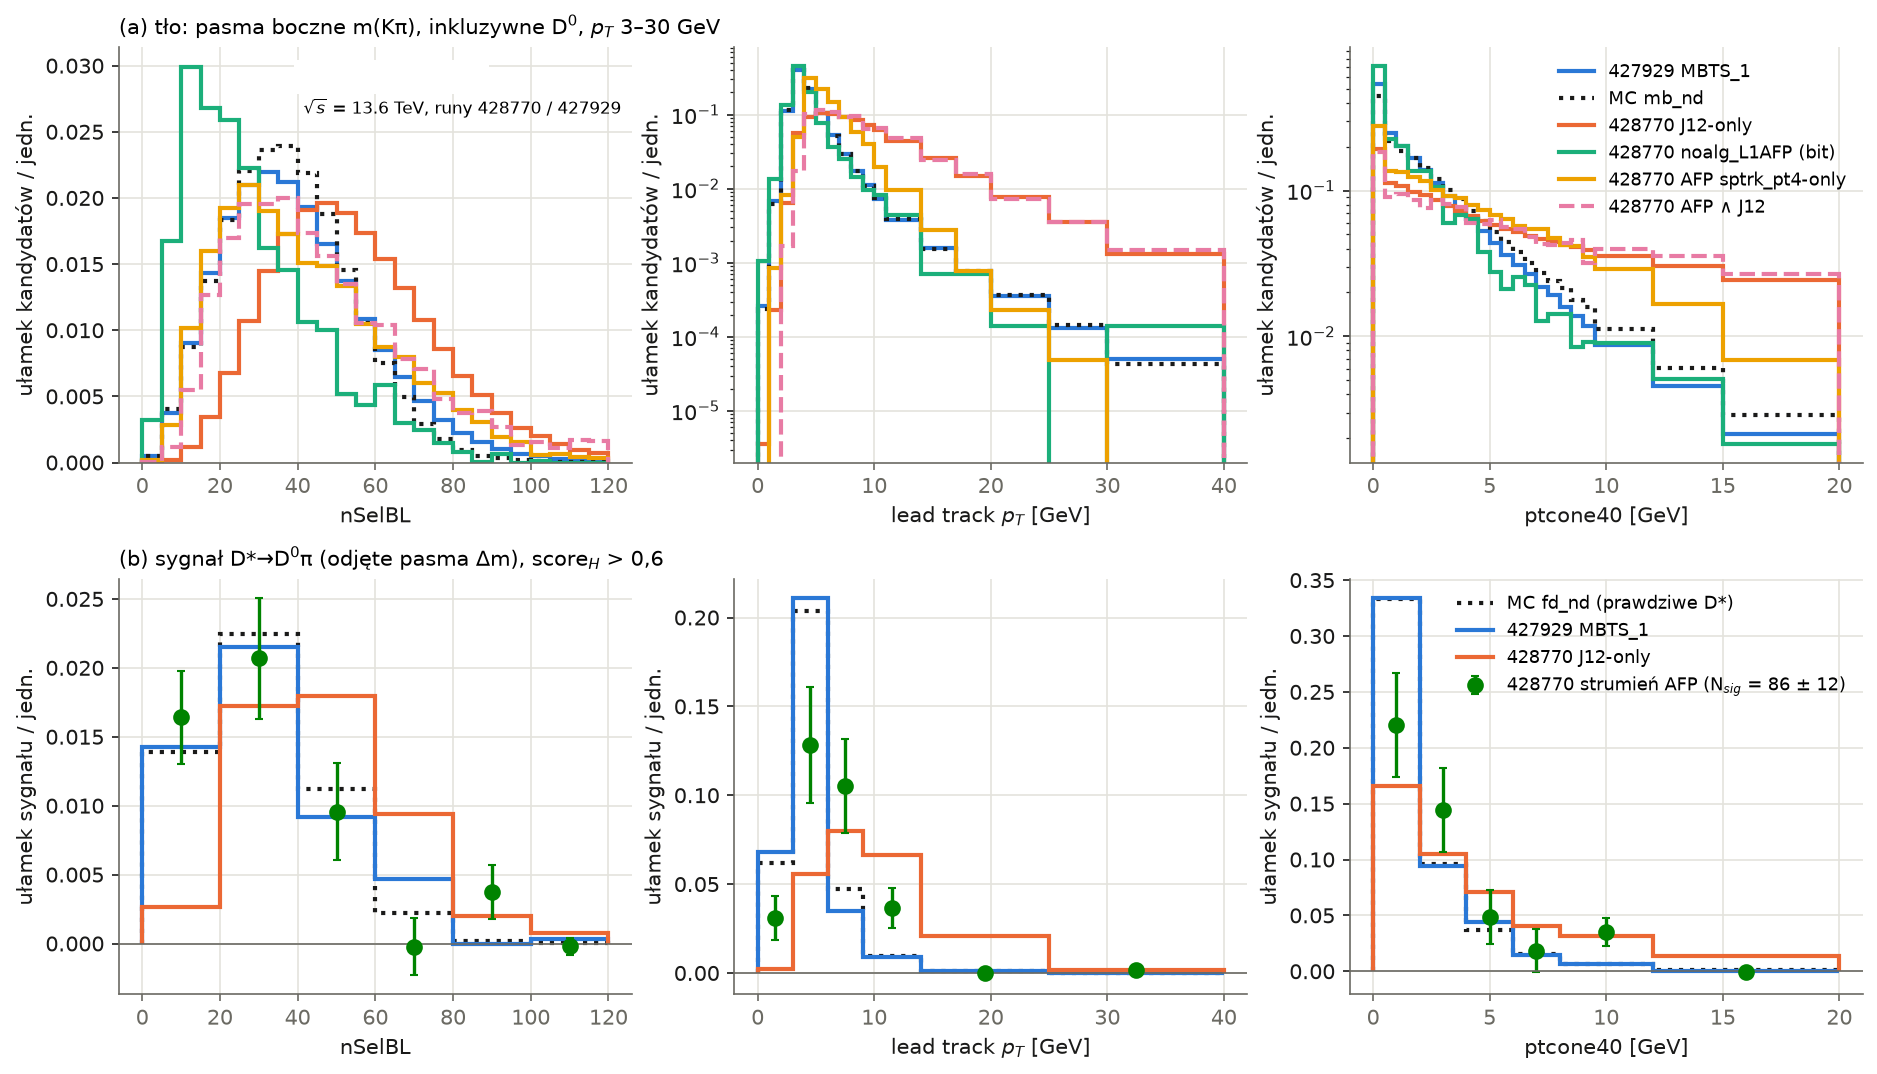 (a) tło: pasma boczne m(Kπ), inkluzywne D⁰, p_T 3–30 GeV
ułamek kandydatów / jedn.
0.030
0.025
0.020
0.015
0.010
0.005
0.000
√s = 13.6 TeV, runy 428770 / 427929
0 20 40 60 80 100 120
nSelBL
ułamek kandydatów / jedn.
10⁻¹
10⁻²
10⁻³
10⁻⁴
10⁻⁵
0 10 20 30 40
lead track p_T [GeV]
ułamek kandydatów / jedn.
10⁻¹
10⁻²
427929 MBTS_1
MC mb_nd
428770 J12-only
428770 noalg_L1AFP (bit)
428770 AFP sptrk_pt4-only
428770 AFP ∧ J12
0 5 10 15 20
ptcone40 [GeV]
(b) sygnał D*→D⁰π (odjęte pasma Δm), score_H > 0,6
ułamek sygnału / jedn.
0.025
0.020
0.015
0.010
0.005
0.000
0 20 40 60 80 100 120
nSelBL
ułamek sygnału / jedn.
0.20
0.15
0.10
0.05
0.00
0 10 20 30 40
lead track p_T [GeV]
ułamek sygnału / jedn.
0.35
0.30
0.25
0.20
0.15
0.10
0.05
0.00
MC fd_nd (prawdziwe D*)
427929 MBTS_1
428770 J12-only
428770 strumień AFP (N_sig = 86 ± 12)
0 5 10 15 20
ptcone40 [GeV]